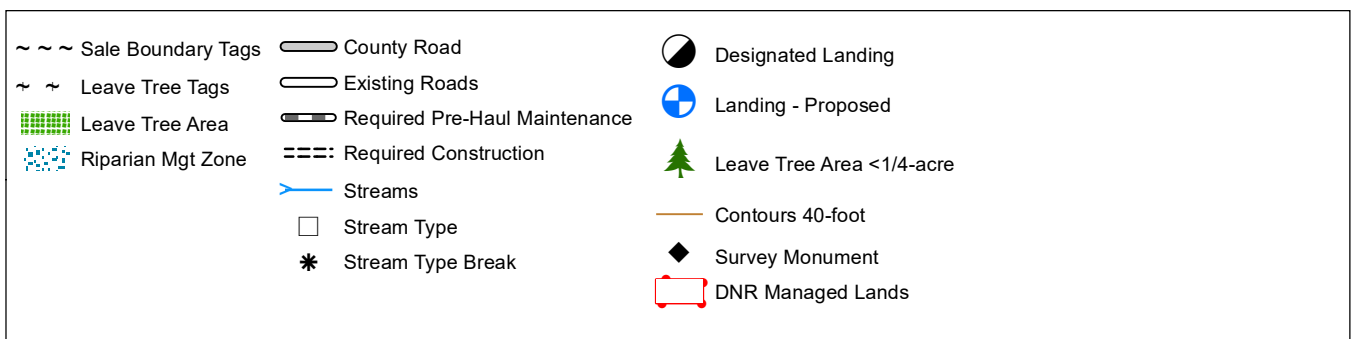 Sale Boundary Tags
Leave Tree Tags
Leave Tree Area
Riparian Mgt Zone
County Road
Existing Roads
Required Pre-Haul Maintenance
Required Construction
Streams
Stream Type
Stream Type Break
Designated Landing
Landing - Proposed
Leave Tree Area <1/4-acre
Contours 40-foot
Survey Monument
DNR Managed Lands